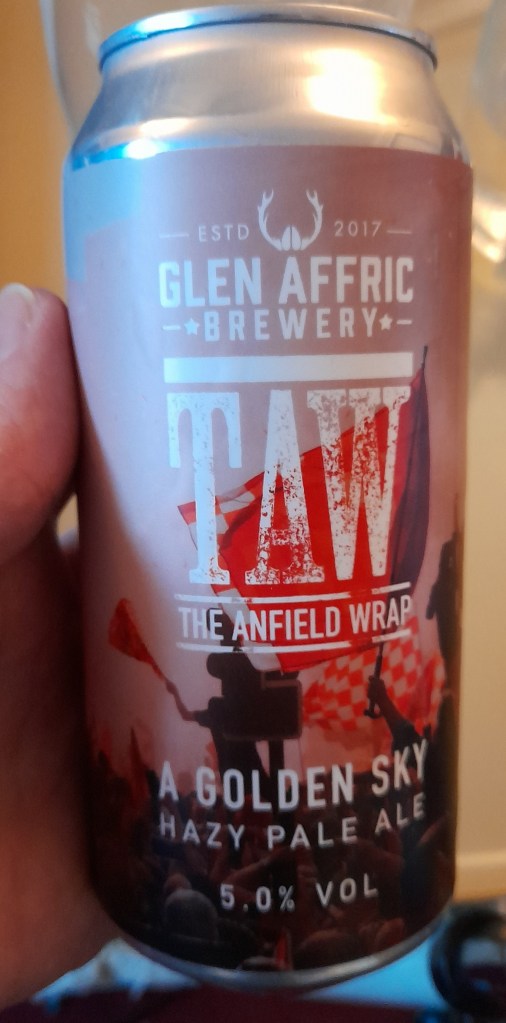 ESTD 2017
GLEN AFFRIC
BREWERY
TAW
THE ANFIELD WRAP
A GOLDEN SKY
HAZY PALE ALE
5.0% VOL